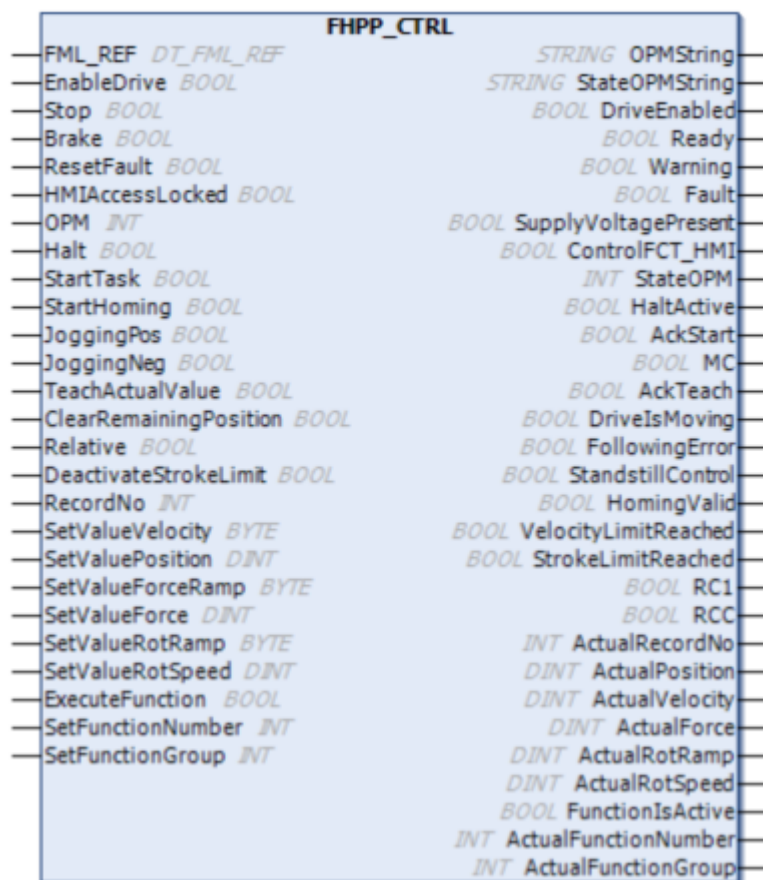 FHPP_CTRL
FML_REF DT_FML_REF STRING OPMString
EnableDrive BOOL STRING StateOPMString
Stop BOOL BOOL DriveEnabled
Brake BOOL BOOL Ready
ResetFault BOOL BOOL Warning
HMIAccessLocked BOOL BOOL Fault
OPM INT BOOL SupplyVoltagePresent
Halt BOOL BOOL ControlFCT_HMI
StartTask BOOL INT StateOPM
StartHoming BOOL BOOL HaltActive
JoggingPos BOOL BOOL AckStart
JoggingNeg BOOL BOOL MC
TeachActualValue BOOL BOOL AckTeach
ClearRemainingPosition BOOL BOOL DriveIsMoving
Relative BOOL BOOL FollowingError
DeactivateStrokeLimit BOOL BOOL StandstillControl
RecordNo INT BOOL HomingValid
SetValueVelocity BYTE BOOL VelocityLimitReached
SetValuePosition DINT BOOL StrokeLimitReached
SetValueForceRamp BYTE BOOL RC1
SetValueForce DINT BOOL RCC
SetValueRotRamp BYTE INT ActualRecordNo
SetValueRotSpeed DINT DINT ActualPosition
ExecuteFunction BOOL DINT ActualVelocity
SetFunctionNumber INT DINT ActualForce
SetFunctionGroup INT DINT ActualRotRamp
DINT ActualRotSpeed
BOOL FunctionIsActive
INT ActualFunctionNumber
INT ActualFunctionGroup